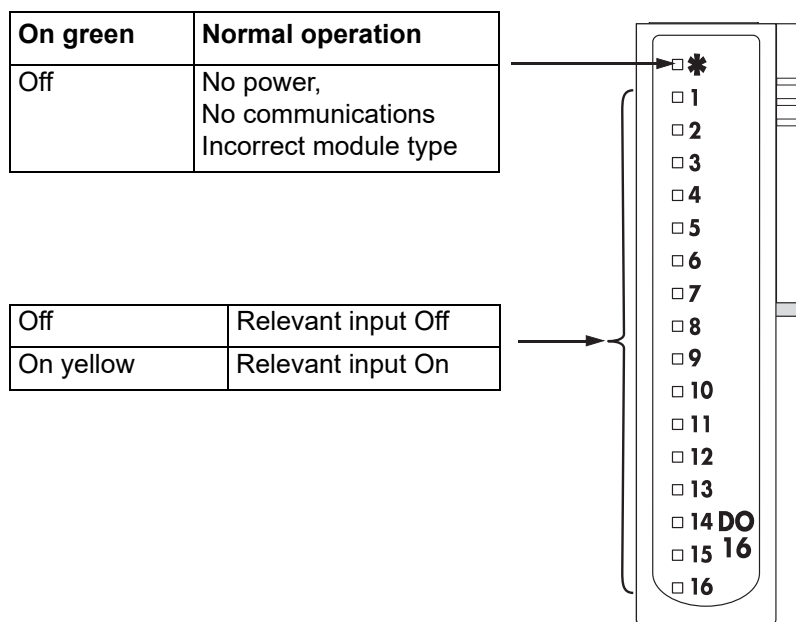 On green Normal operation
Off No power,
No communications
Incorrect module type
Off Relevant input Off
On yellow Relevant input On
✱
1
2
3
4
5
6
7
8
9
10
11
12
13
14 DO
15 16
16